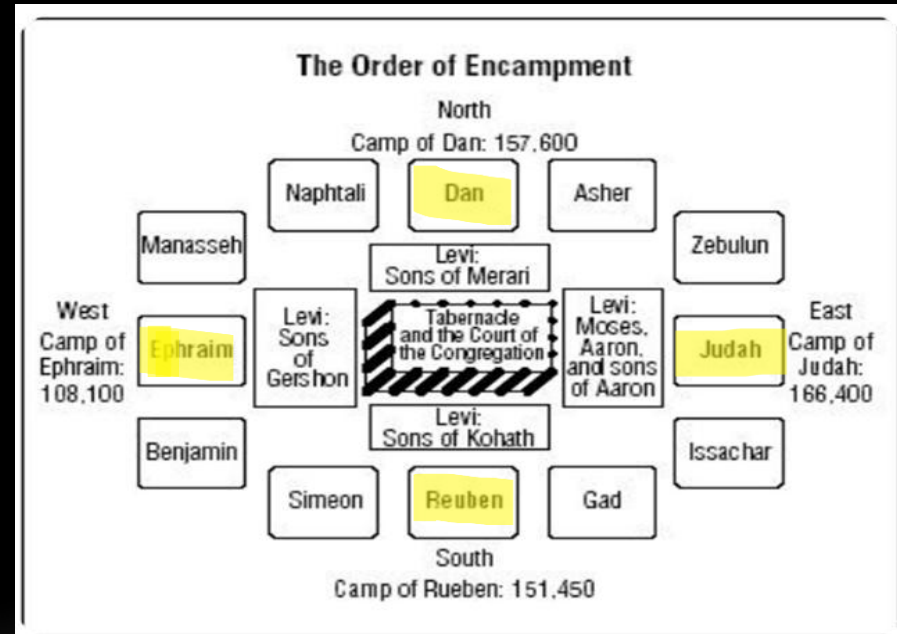 The Order of Encampment
North
Camp of Dan: 157,600
Naphtali
Dan
Asher
Manasseh
Zebulun
Levi:
Sons of Merari
West
Camp of
Ephraim:
108,100
Ephraim
Levi:
Sons
of
Gershon
Tabernacle
and the Court of
the Congregation
Levi:
Moses,
Aaron,
and sons
of Aaron
Judah
East
Camp of
Judah:
166,400
Benjamin
Levi:
Sons of Kohath
Issachar
Simeon
Reuben
Gad
South
Camp of Rueben: 151,450